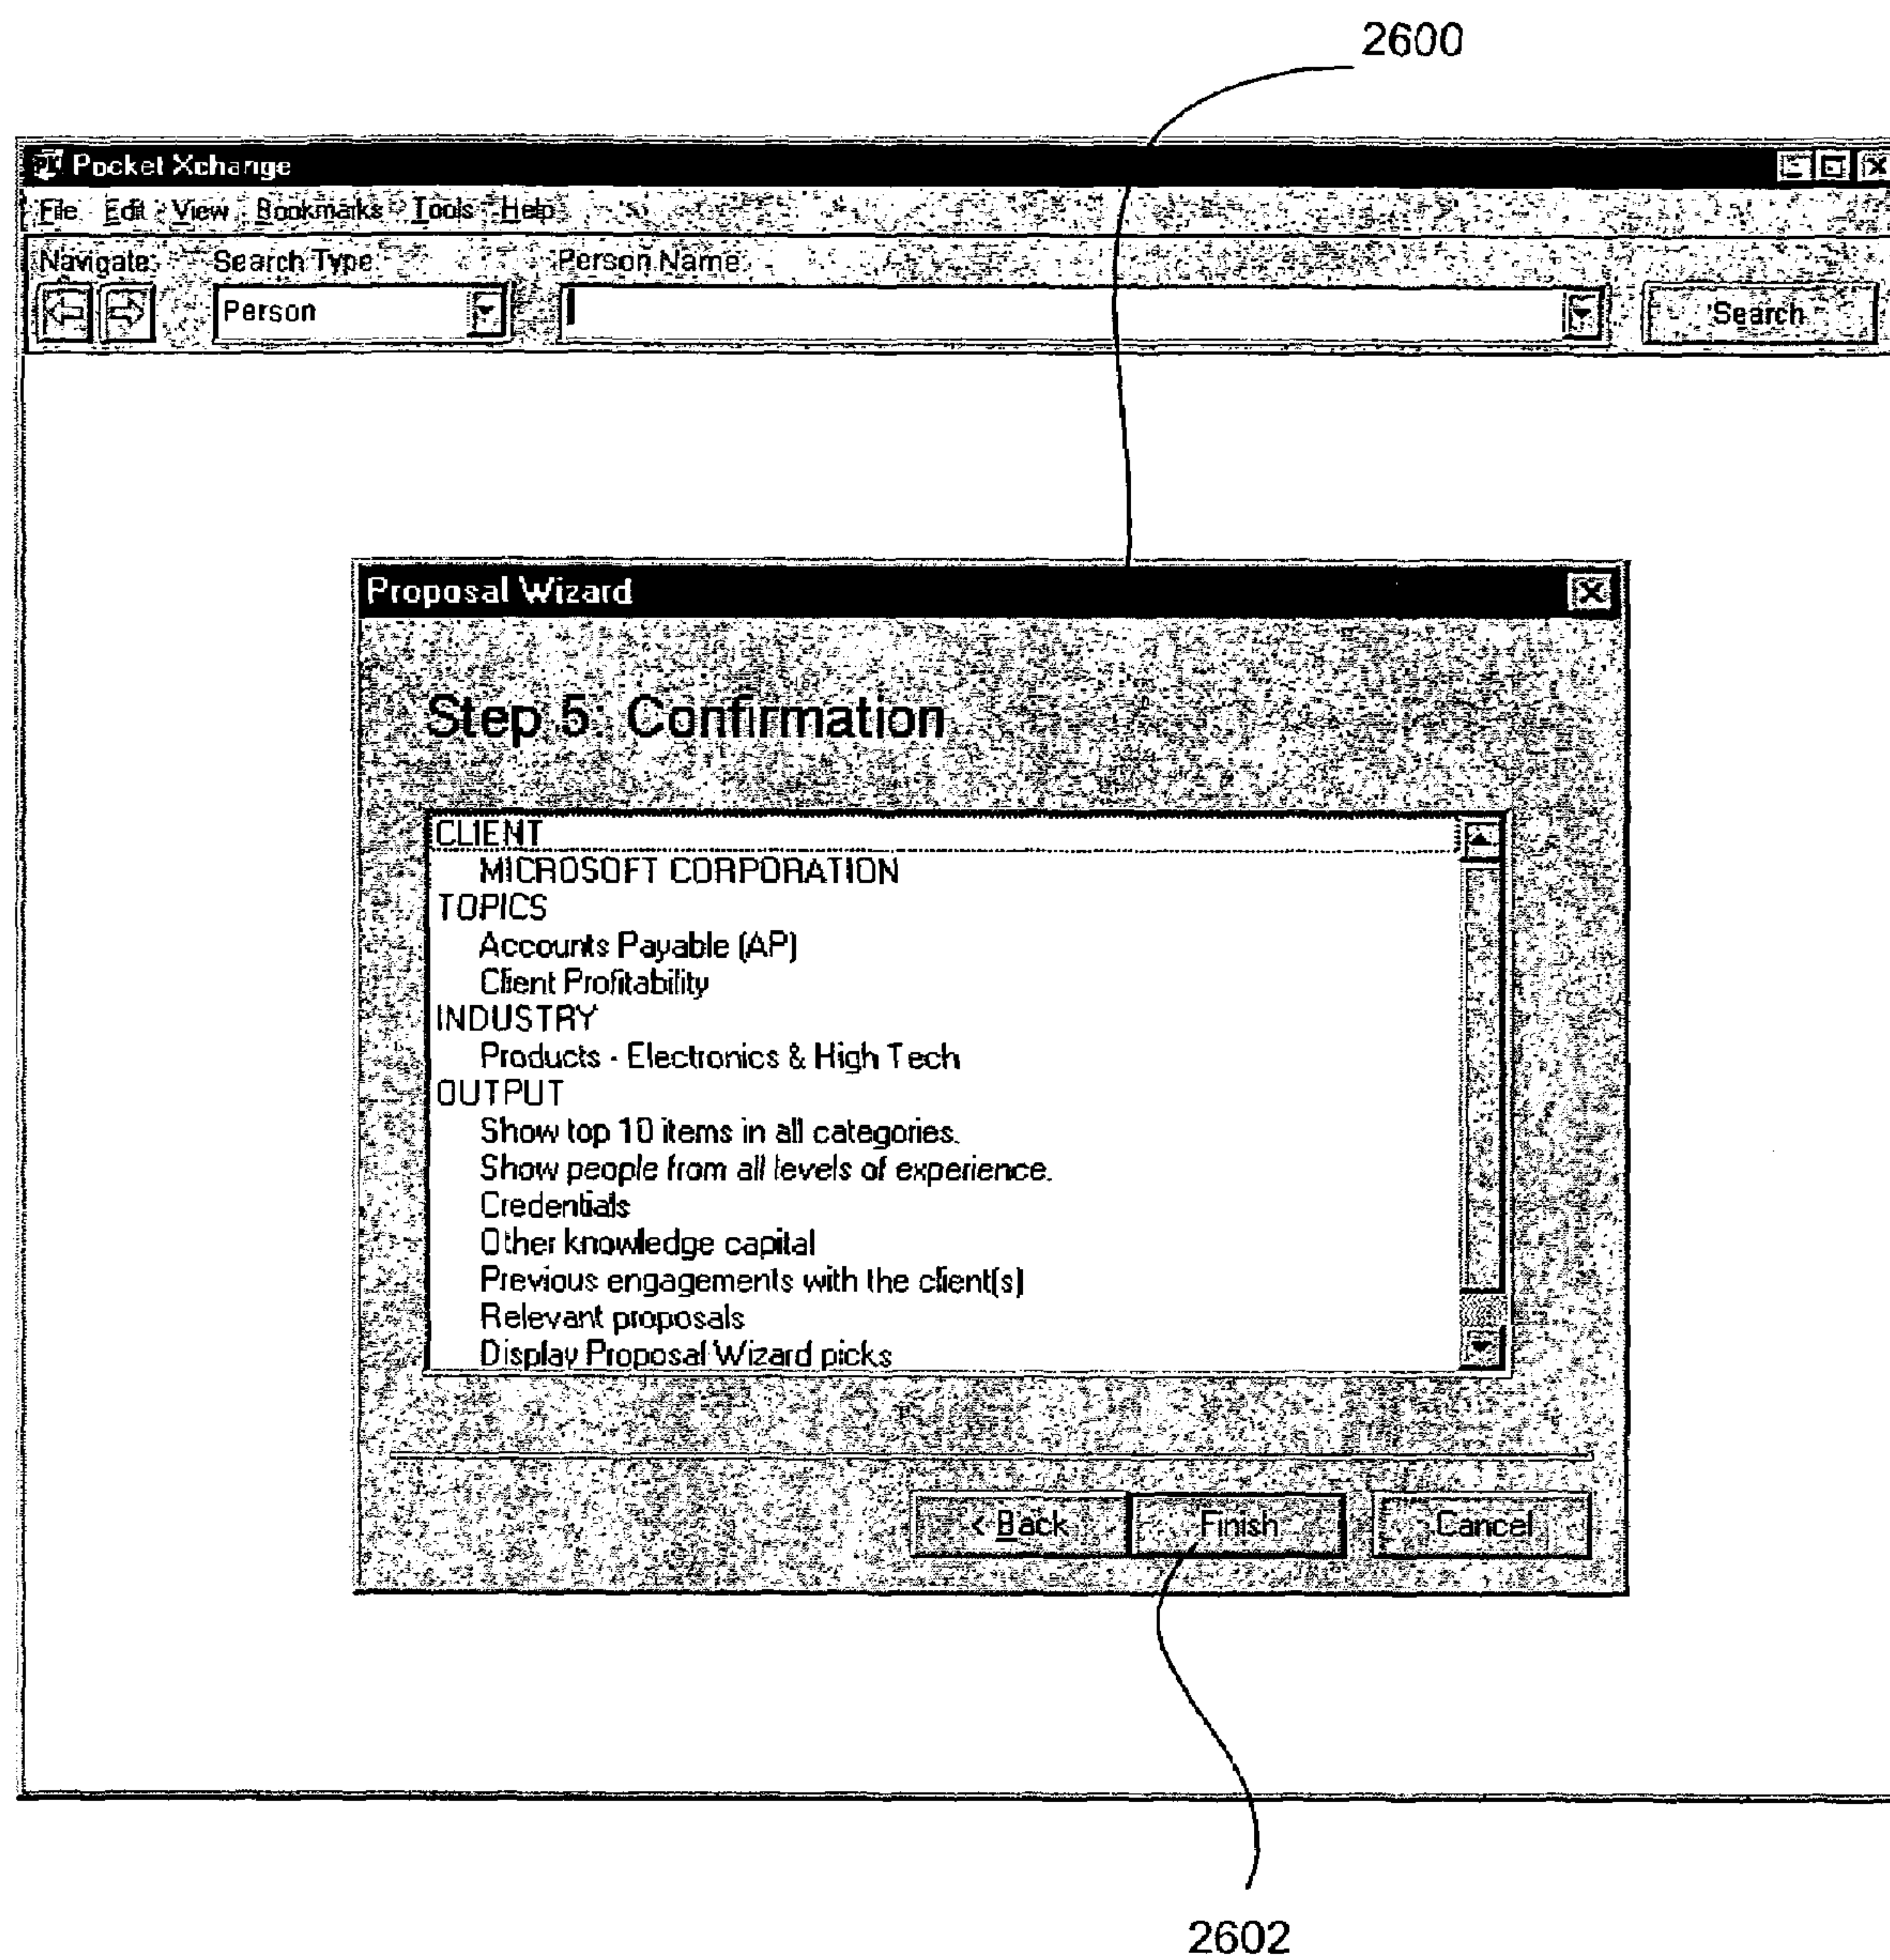 2600
Pocket Xchange
File Edit View Bookmarks Tools Help
Navigate: Search Type: Person Name:
Person Search
Proposal Wizard
Step 5: Confirmation
CLIENT
MICROSOFT CORPORATION
TOPICS
Accounts Payable (AP)
Client Profitability
INDUSTRY
Products - Electronics & High Tech
OUTPUT
Show top 10 items in all categories.
Show people from all levels of experience.
Credentials
Other knowledge capital
Previous engagements with the client(s)
Relevant proposals
Display Proposal Wizard picks
< Back Finish Cancel
2602